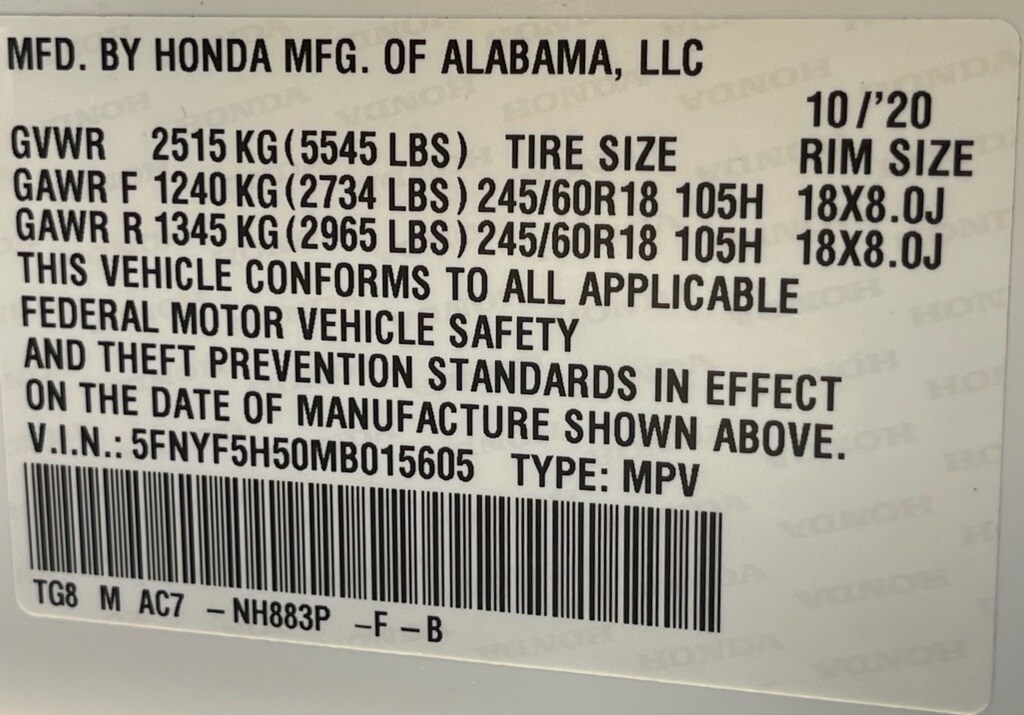 MFD. BY HONDA MFG. OF ALABAMA, LLC
10/'20
GVWR 2515 KG (5545 LBS) TIRE SIZE RIM SIZE
GAWR F 1240 KG (2734 LBS) 245/60R18 105H 18X8.0J
GAWR R 1345 KG (2965 LBS) 245/60R18 105H 18X8.0J
THIS VEHICLE CONFORMS TO ALL APPLICABLE
FEDERAL MOTOR VEHICLE SAFETY
AND THEFT PREVENTION STANDARDS IN EFFECT
ON THE DATE OF MANUFACTURE SHOWN ABOVE.
V.I.N.: 5FNYF5H50MB015605 TYPE: MPV
TG8 M AC7 -NH883P -F -B